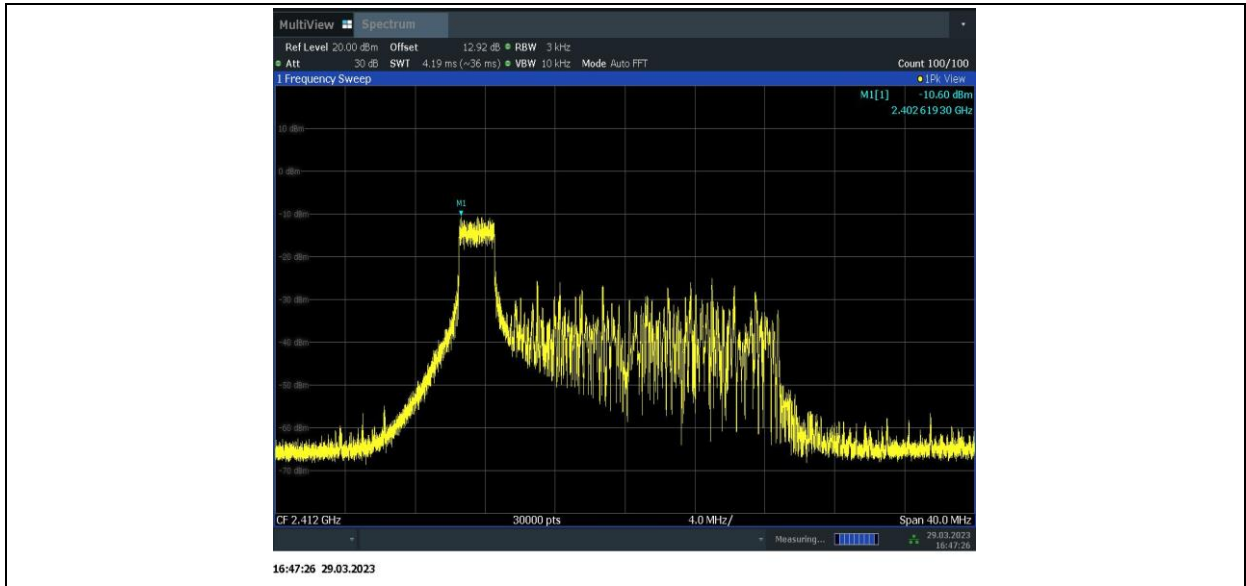 MultiView Spectrum
Ref Level 20.00 dBm Offset 12.92 dB RBW 3 kHz
Att 30 dB SWT 4.19 ms (~36 ms) VBW 10 kHz Mode Auto FFT Count 100/100
1 Frequency Sweep 1Pk View
M1[1] -10.60 dBm
2.40261930 GHz
10 dBm
0 dBm
M1
-10 dBm
-20 dBm
-30 dBm
-40 dBm
-50 dBm
-60 dBm
-70 dBm
CF 2.412 GHz 30000 pts 4.0 MHz/ Span 40.0 MHz
Measuring... 29.03.2023
16:47:26
16:47:26 29.03.2023